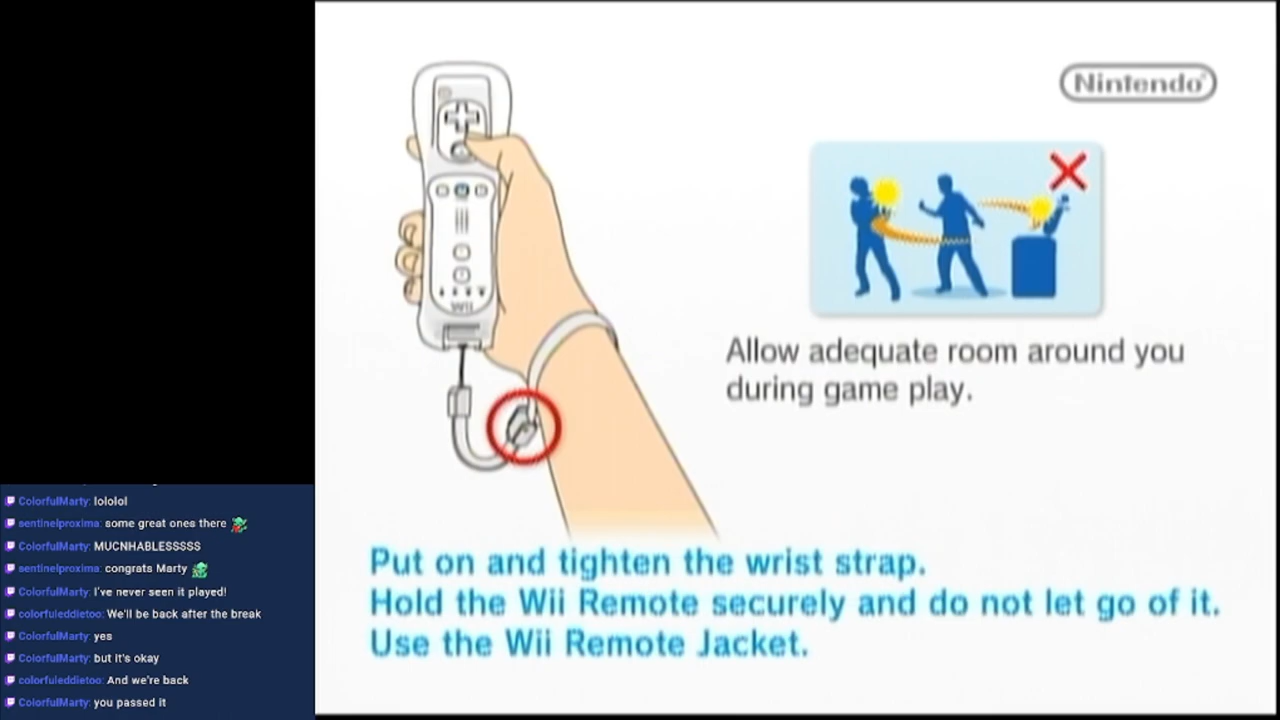 ColorfulMarty: lololol
sentinelproxima: some great ones there
ColorfulMarty: MUCNHABLESSSSS
sentinelproxima: congrats Marty
ColorfulMarty: I've never seen it played!
colorfuleddietoo: We'll be back after the break
ColorfulMarty: yes
ColorfulMarty: but it's okay
colorfuleddietoo: And we're back
ColorfulMarty: you passed it
Nintendo
Wii
Allow adequate room around you
during game play.
Put on and tighten the wrist strap.
Hold the Wii Remote securely and do not let go of it.
Use the Wii Remote Jacket.